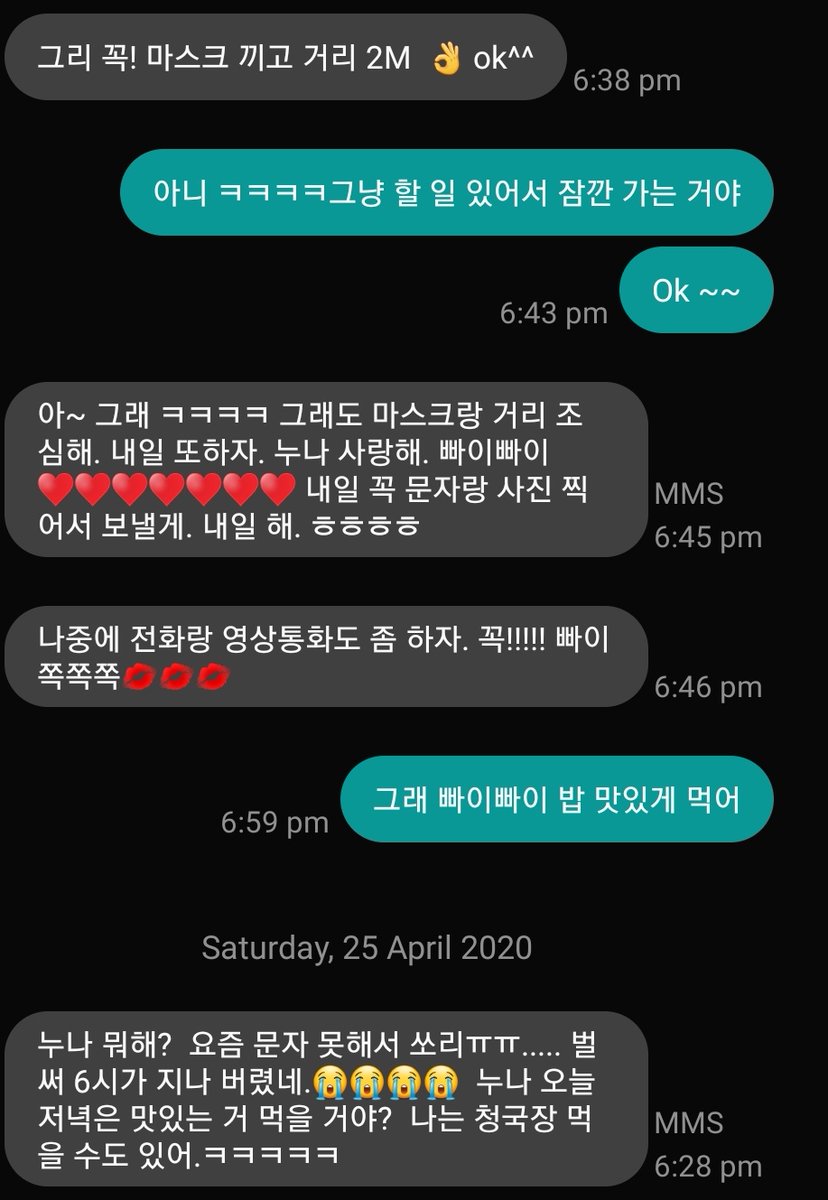 그리 꼭! 마스크 끼고 거리 2M 👌 ok^^
6:38 pm
아니 ㅋㅋㅋㅋ그냥 할 일 있어서 잠깐 가는 거야
Ok ~~
6:43 pm
아~ 그래 ㅋㅋㅋㅋ 그래도 마스크랑 거리 조
심해. 내일 또하자. 누나 사랑해. 빠이빠이
♥♥♥♥♥♥♥ 내일 꼭 문자랑 사진 찍
어서 보낼게. 내일 해. ㅎㅎㅎㅎ
MMS
6:45 pm
나중에 전화랑 영상통화도 좀 하자. 꼭!!!!! 빠이
쪽쪽쪽💋💋💋
6:46 pm
그래 빠이빠이 밥 맛있게 먹어
6:59 pm
Saturday, 25 April 2020
누나 뭐해? 요즘 문자 못해서 쏘리ㅠㅠ..... 벌
써 6시가 지나 버렸네.😭😭😭😭 누나 오늘
저녁은 맛있는 거 먹을 거야? 나는 청국장 먹
을 수도 있어.ㅋㅋㅋㅋㅋ
MMS
6:28 pm